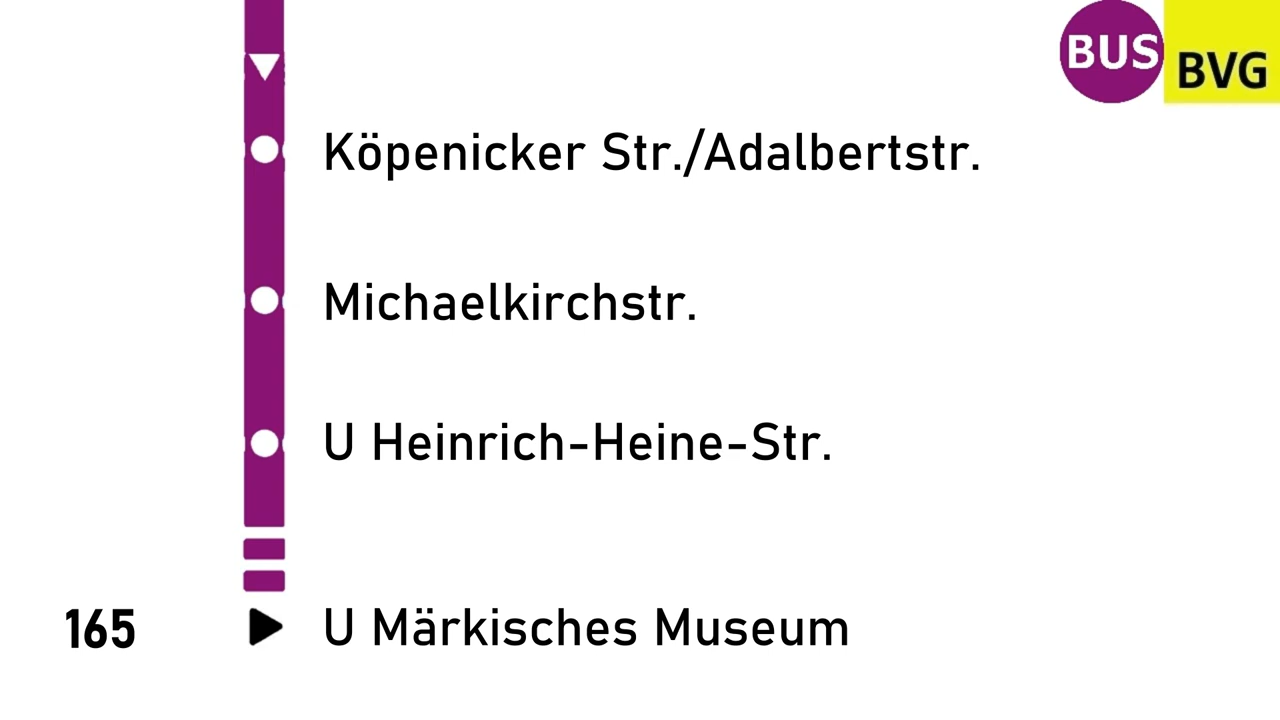 BUS
BVG
Köpenicker Str./Adalbertstr.
Michaelkirchstr.
U Heinrich-Heine-Str.
165 U Märkisches Museum